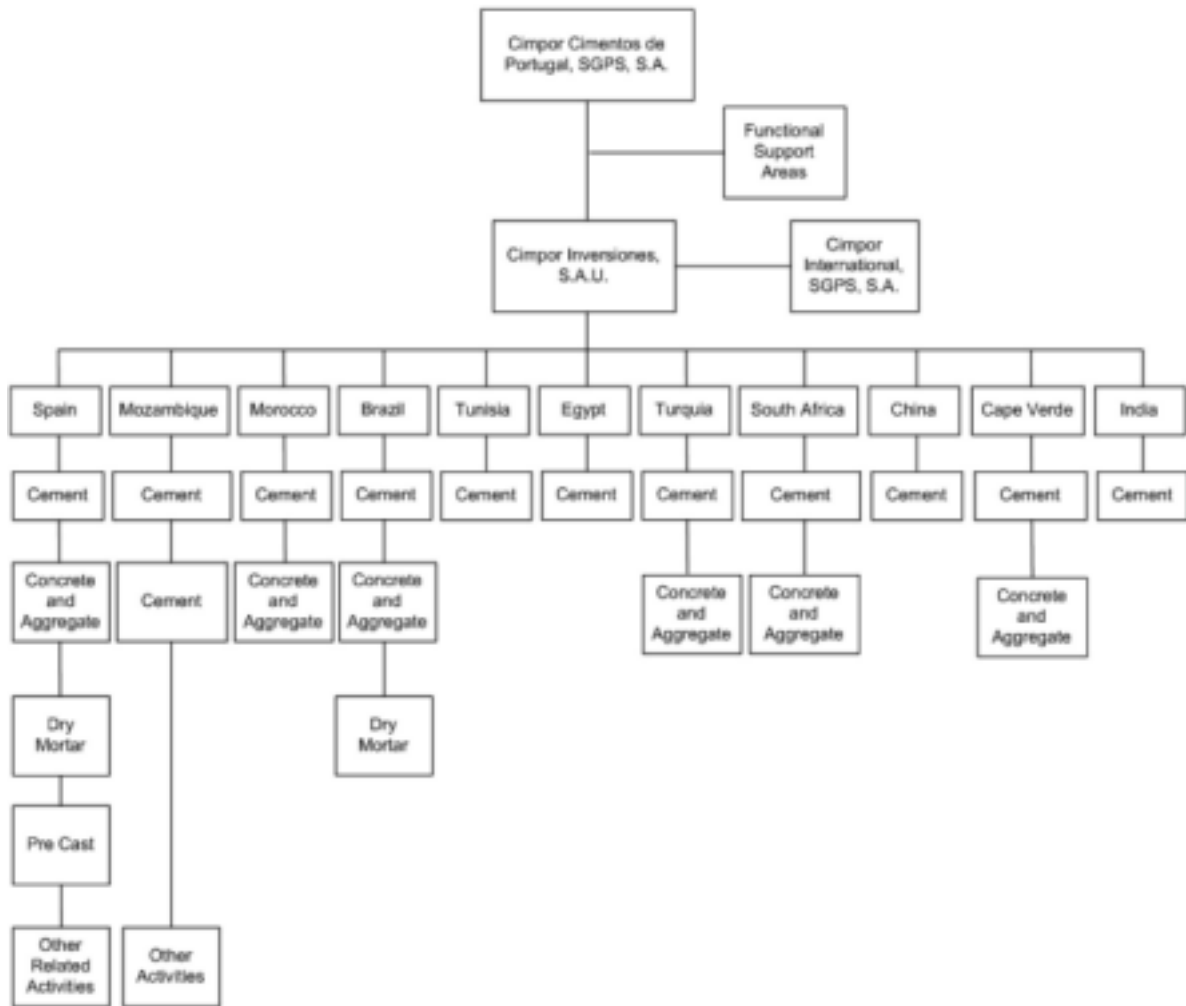 Cimpor Cimentos de
Portugal, SGPS, S.A.
Functional
Support
Areas
Cimpor Inversiones,
S.A.U.
Cimpor
International,
SGPS, S.A.
Spain
Mozambique
Morocco
Brazil
Tunisia
Egypt
Turquia
South Africa
China
Cape Verde
India
Cement
Cement
Cement
Cement
Cement
Cement
Cement
Cement
Cement
Cement
Cement
Concrete
and
Aggregate
Cement
Concrete
and
Aggregate
Concrete
and
Aggregate
Concrete
and Aggregate
Concrete
and
Aggregate
Concrete
and
Aggregate
Dry
Mortar
Dry
Mortar
Pre Cast
Other
Related
Activities
Other
Activities